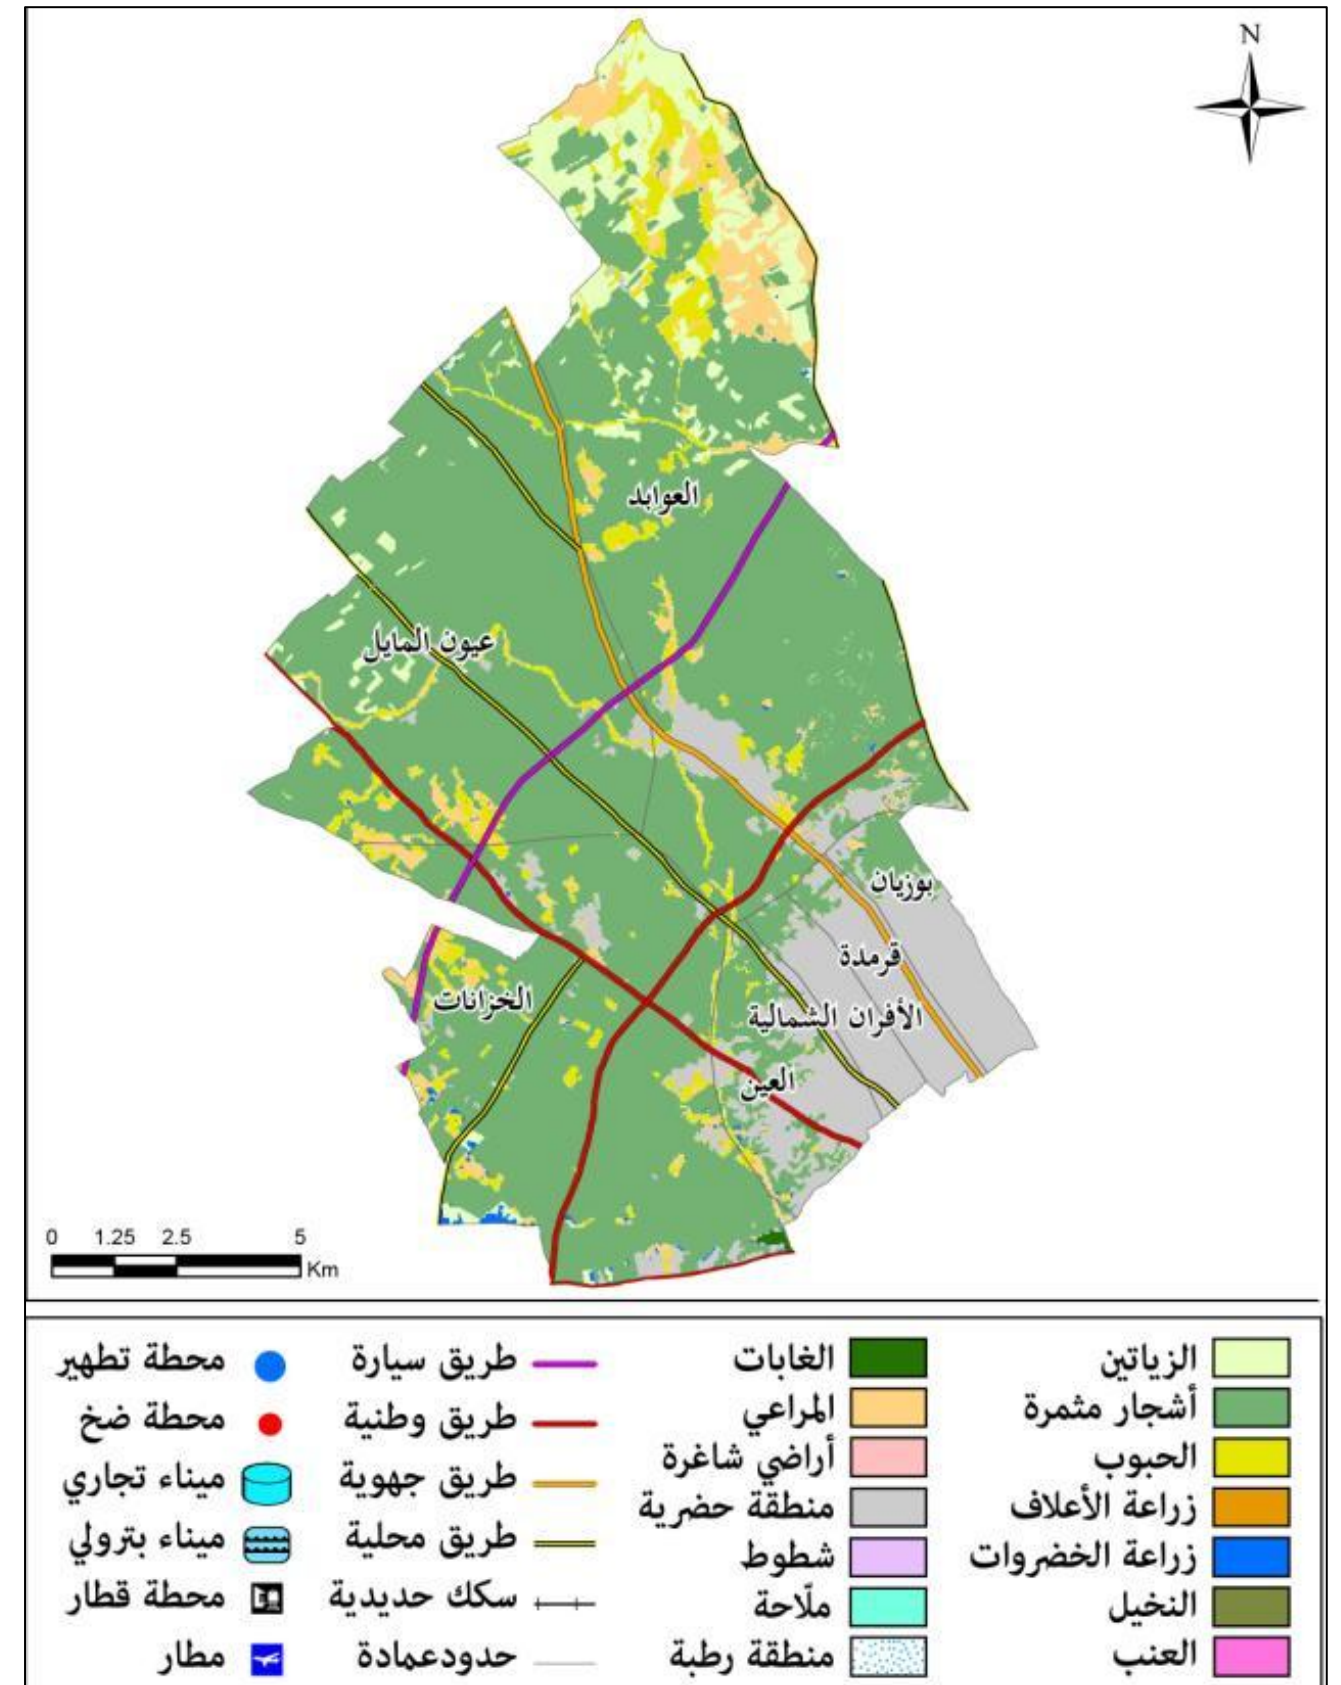 N
العوابد
عيون المايل
بوزيان
قرمدة
الخزانات
الأفران الشمالية
العين
0 1.25 2.5 5
Km
الزياتين
أشجار مثمرة
الحبوب
زراعة الأعلاف
زراعة الخضروات
النخيل
العنب
الغابات
المراعي
أراضي شاغرة
منطقة حضرية
شطوط
ملّاحة
منطقة رطبة
طريق سيارة
طريق وطنية
طريق جهوية
طريق محلية
سكك حديدية
حدودعمادة
محطة تطهير
محطة ضخ
ميناء تجاري
ميناء بترولي
محطة قطار
مطار